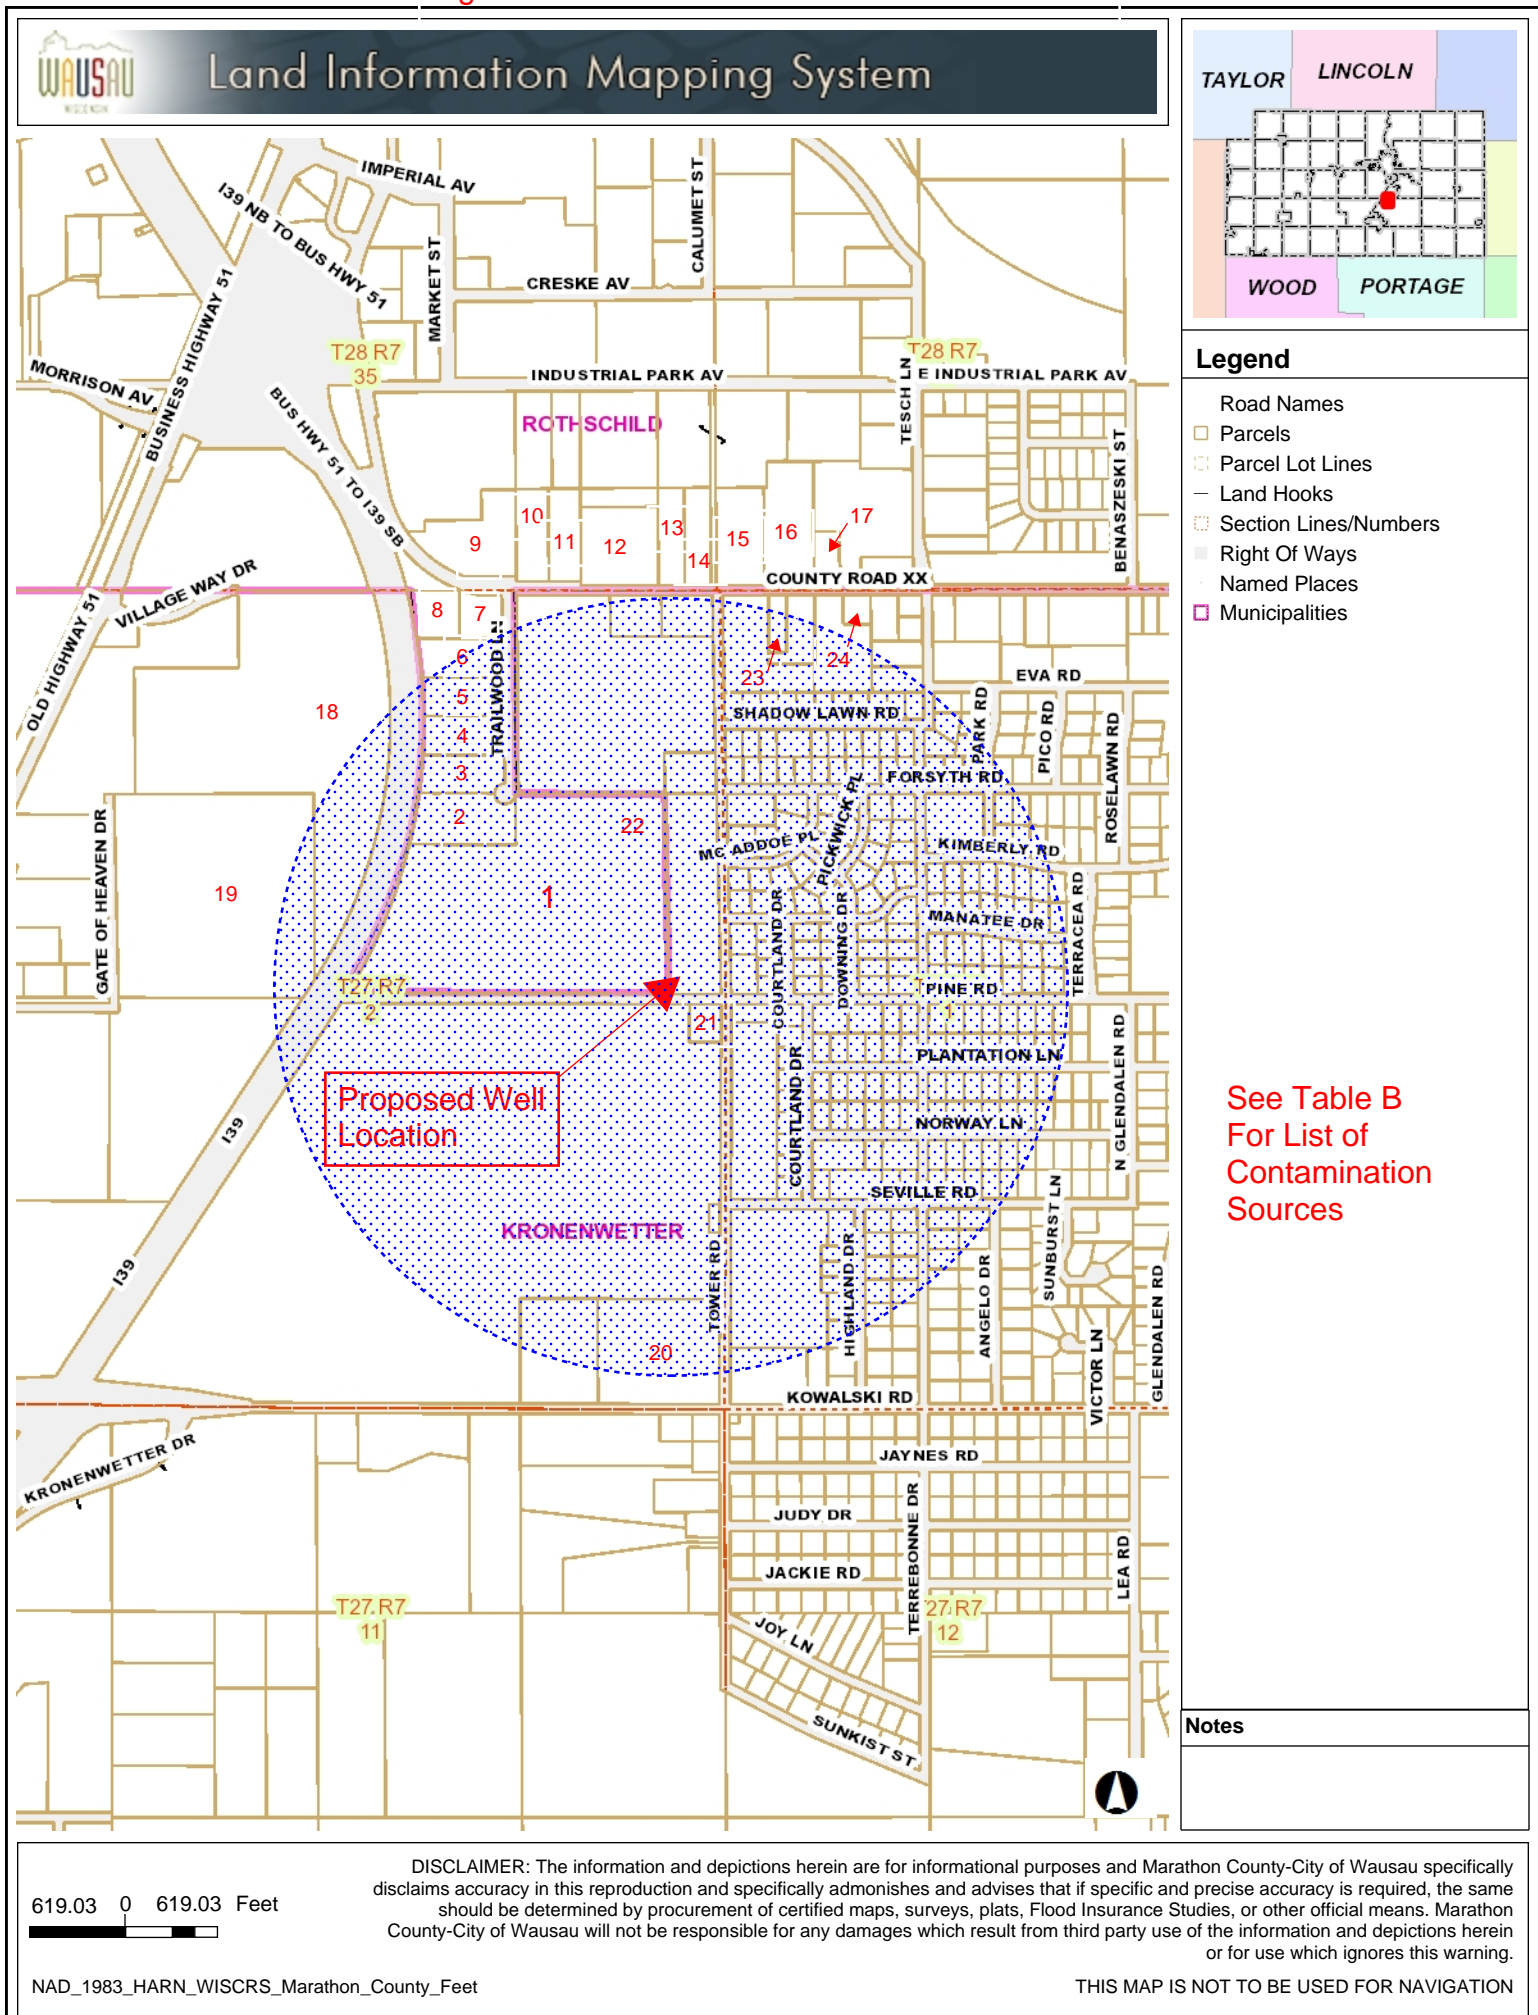 WAUSAU
WISCONSIN
Land Information Mapping System
TAYLOR
LINCOLN
WOOD
PORTAGE
Legend
Road Names
Parcels
Parcel Lot Lines
Land Hooks
Section Lines/Numbers
Right Of Ways
Named Places
Municipalities
See Table B
For List of
Contamination
Sources
Notes
IMPERIAL AV
I39 NB TO BUS HWY 51
MARKET ST
CALUMET ST
CRESKE AV
BUSINESS HIGHWAY 51
MORRISON AV
T28 R7
35
T28 R7
INDUSTRIAL PARK AV
E INDUSTRIAL PARK AV
TESCH LN
BENASZESKI ST
BUS HWY 51 TO I39 SB
ROTHSCHILD
9
10
11
12
13
14
15
16
17
COUNTY ROAD XX
VILLAGE WAY DR
OLD HIGHWAY 51
8
7
6
5
4
3
2
TRAILWOOD LN
18
23
24
EVA RD
SHADOW LAWN RD
PARK RD
PICO RD
ROSELAWN RD
FORSYTH RD
PICKWICK PL
MC ADDOE PL
KIMBERLY RD
22
1
19
GATE OF HEAVEN DR
COURTLAND DR
DOWNING DR
MANATEE DR
TERRACEA RD
T27 R7
2
PINE RD
1
21
Proposed Well
Location
PLANTATION LN
N GLENDALEN RD
COURTLAND DR
NORWAY LN
I39
SEVILLE RD
SUNBURST LN
KRONENWETTER
TOWER RD
HIGHLAND DR
ANGELO DR
GLENDALEN RD
I39
VICTOR LN
20
KOWALSKI RD
KRONENWETTER DR
JAYNES RD
JUDY DR
TERREBONNE DR
JACKIE RD
LEA RD
T27 R7
11
27 R7
12
JOY LN
SUNKIST ST
619.03 0 619.03 Feet
DISCLAIMER: The information and depictions herein are for informational purposes and Marathon County-City of Wausau specifically
disclaims accuracy in this reproduction and specifically admonishes and advises that if specific and precise accuracy is required, the same
should be determined by procurement of certified maps, surveys, plats, Flood Insurance Studies, or other official means. Marathon
County-City of Wausau will not be responsible for any damages which result from third party use of the information and depictions herein
or for use which ignores this warning.
NAD_1983_HARN_WISCRS_Marathon_County_Feet
THIS MAP IS NOT TO BE USED FOR NAVIGATION